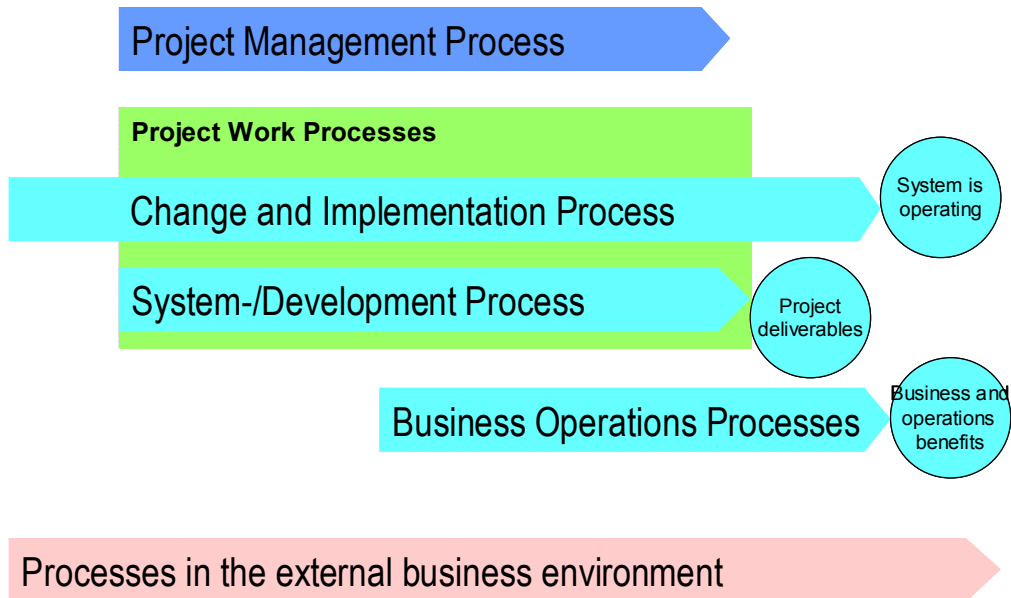 Project Management Process
Project Work Processes
Change and Implementation Process
System is
operating
System-/Development Process
Project
deliverables
Business Operations Processes
Business and
operations
benefits
Processes in the external business environment